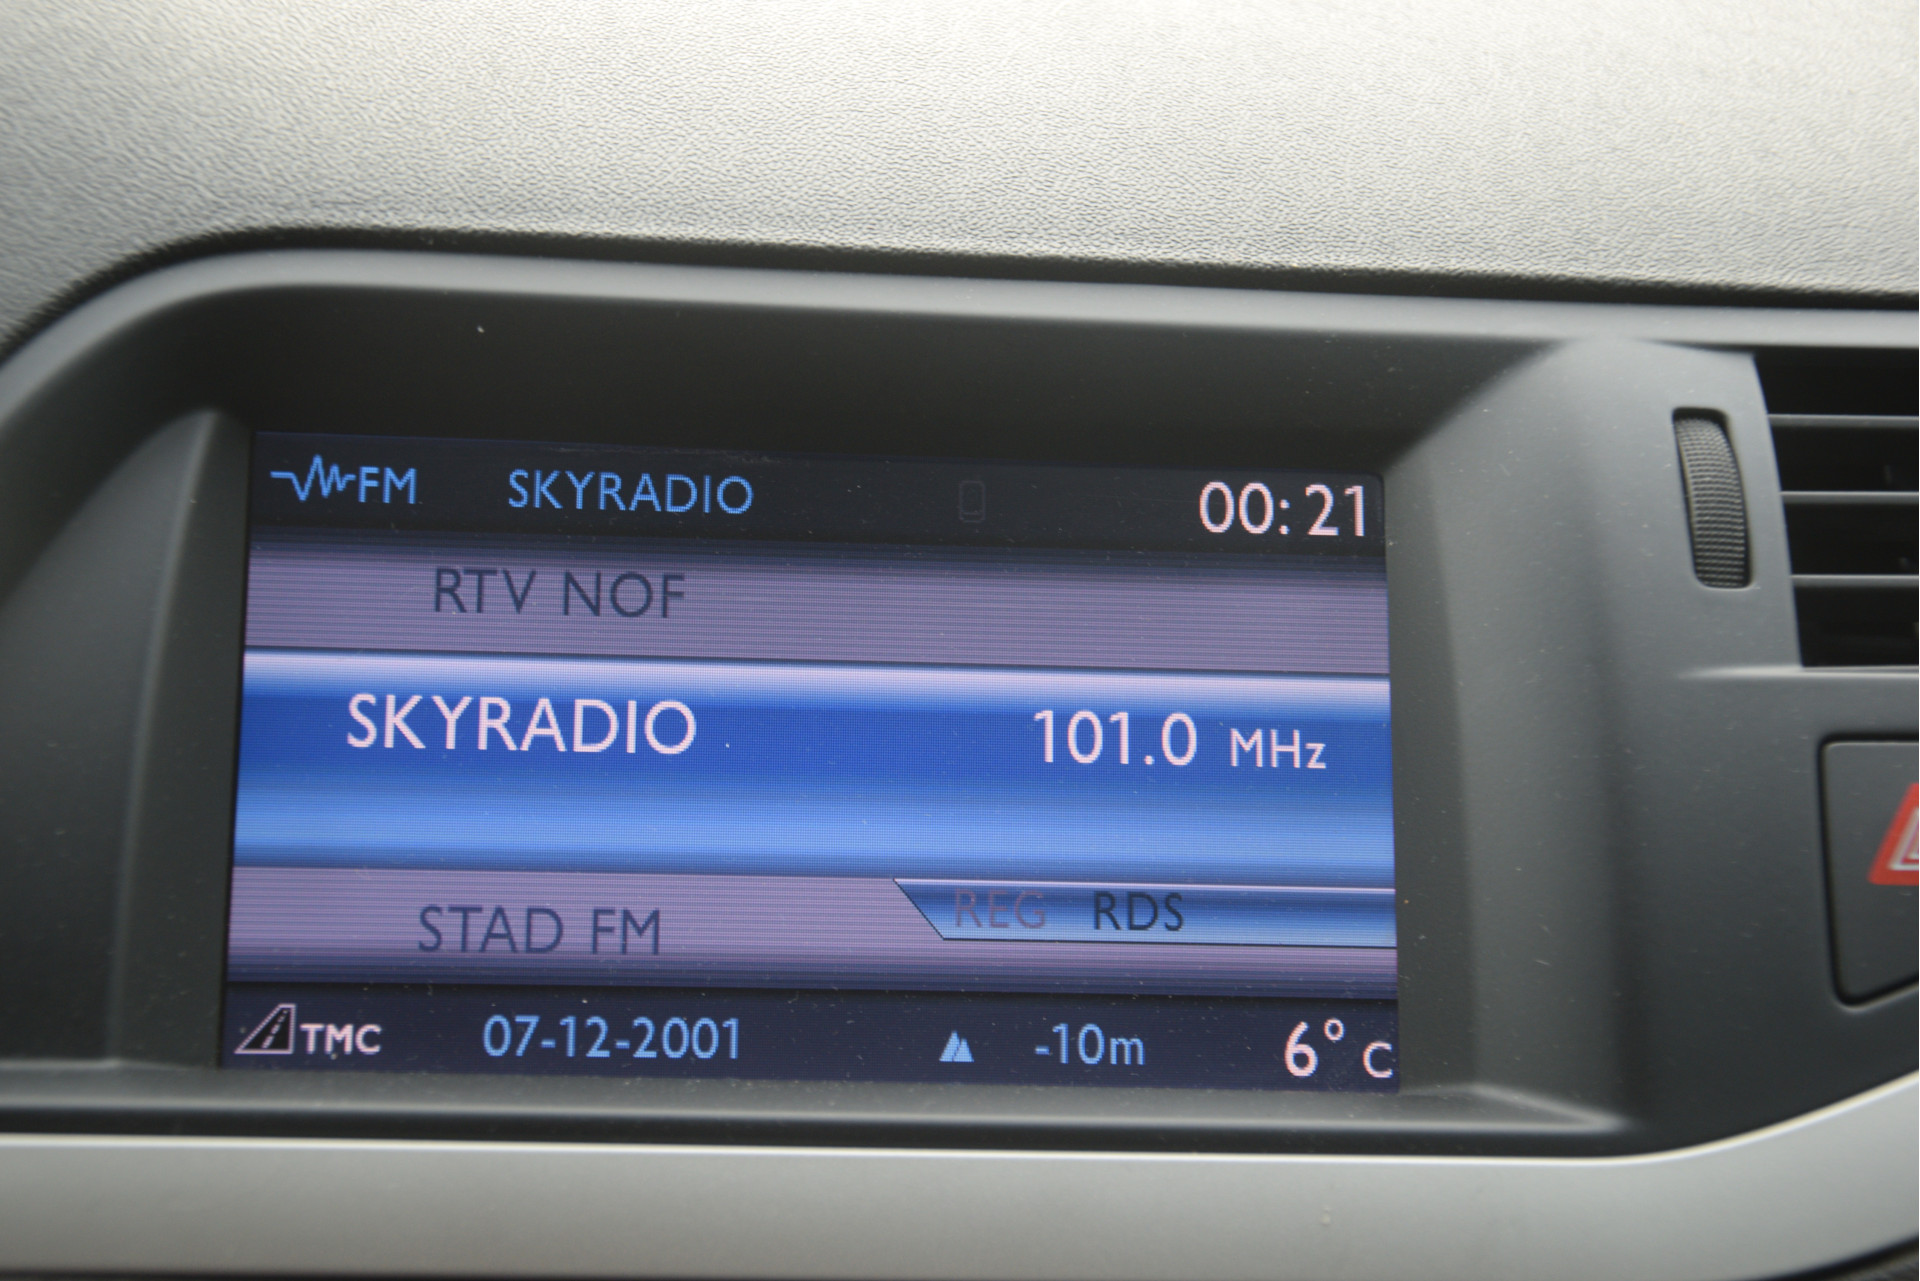 FM SKYRADIO 00:21
RTV NOF
SKYRADIO 101.0 MHz
STAD FM REG RDS
TMC 07-12-2001 -10m 6° C